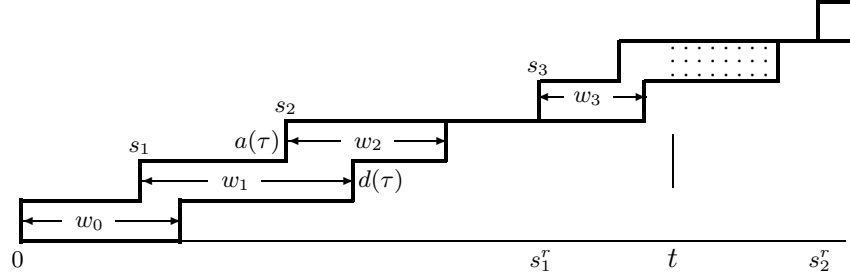 s₃
w₃
s₂
a(τ) w₂
s₁
w₁ d(τ)
w₀
0 s₁ʳ t s₂ʳ